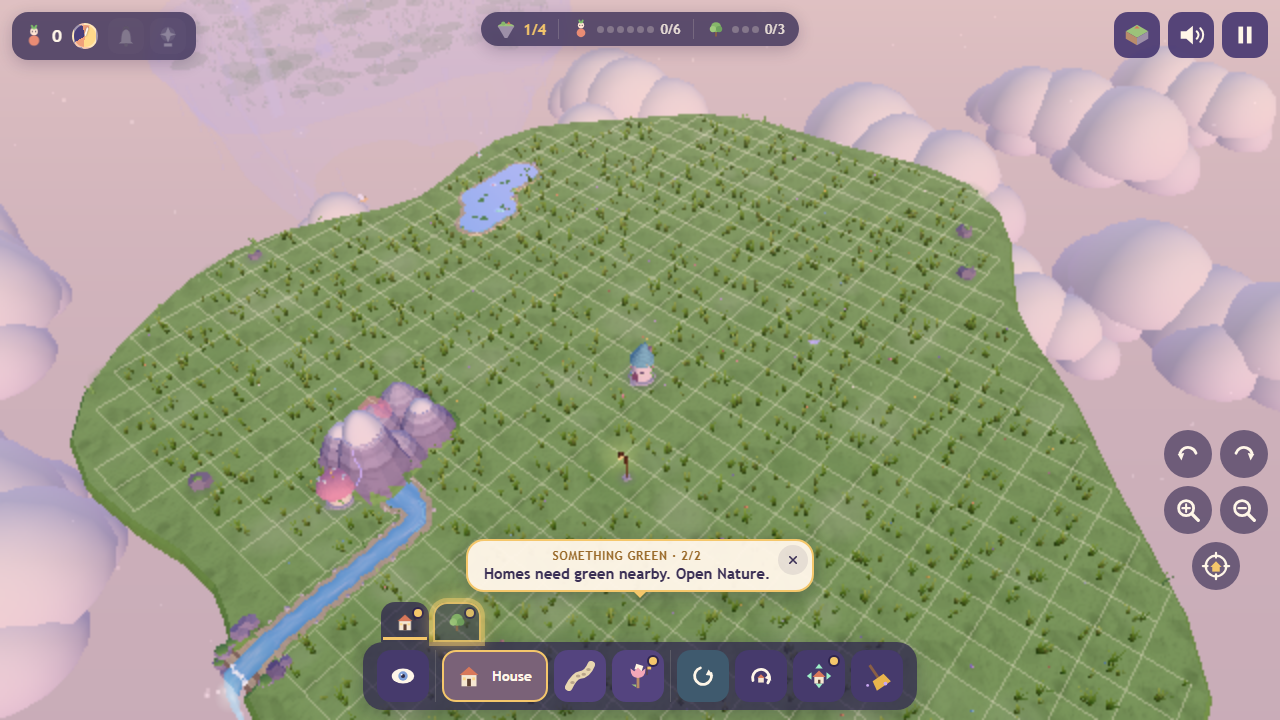 0
1/4
0/6
0/3
SOMETHING GREEN · 2/2
Homes need green nearby. Open Nature.
House